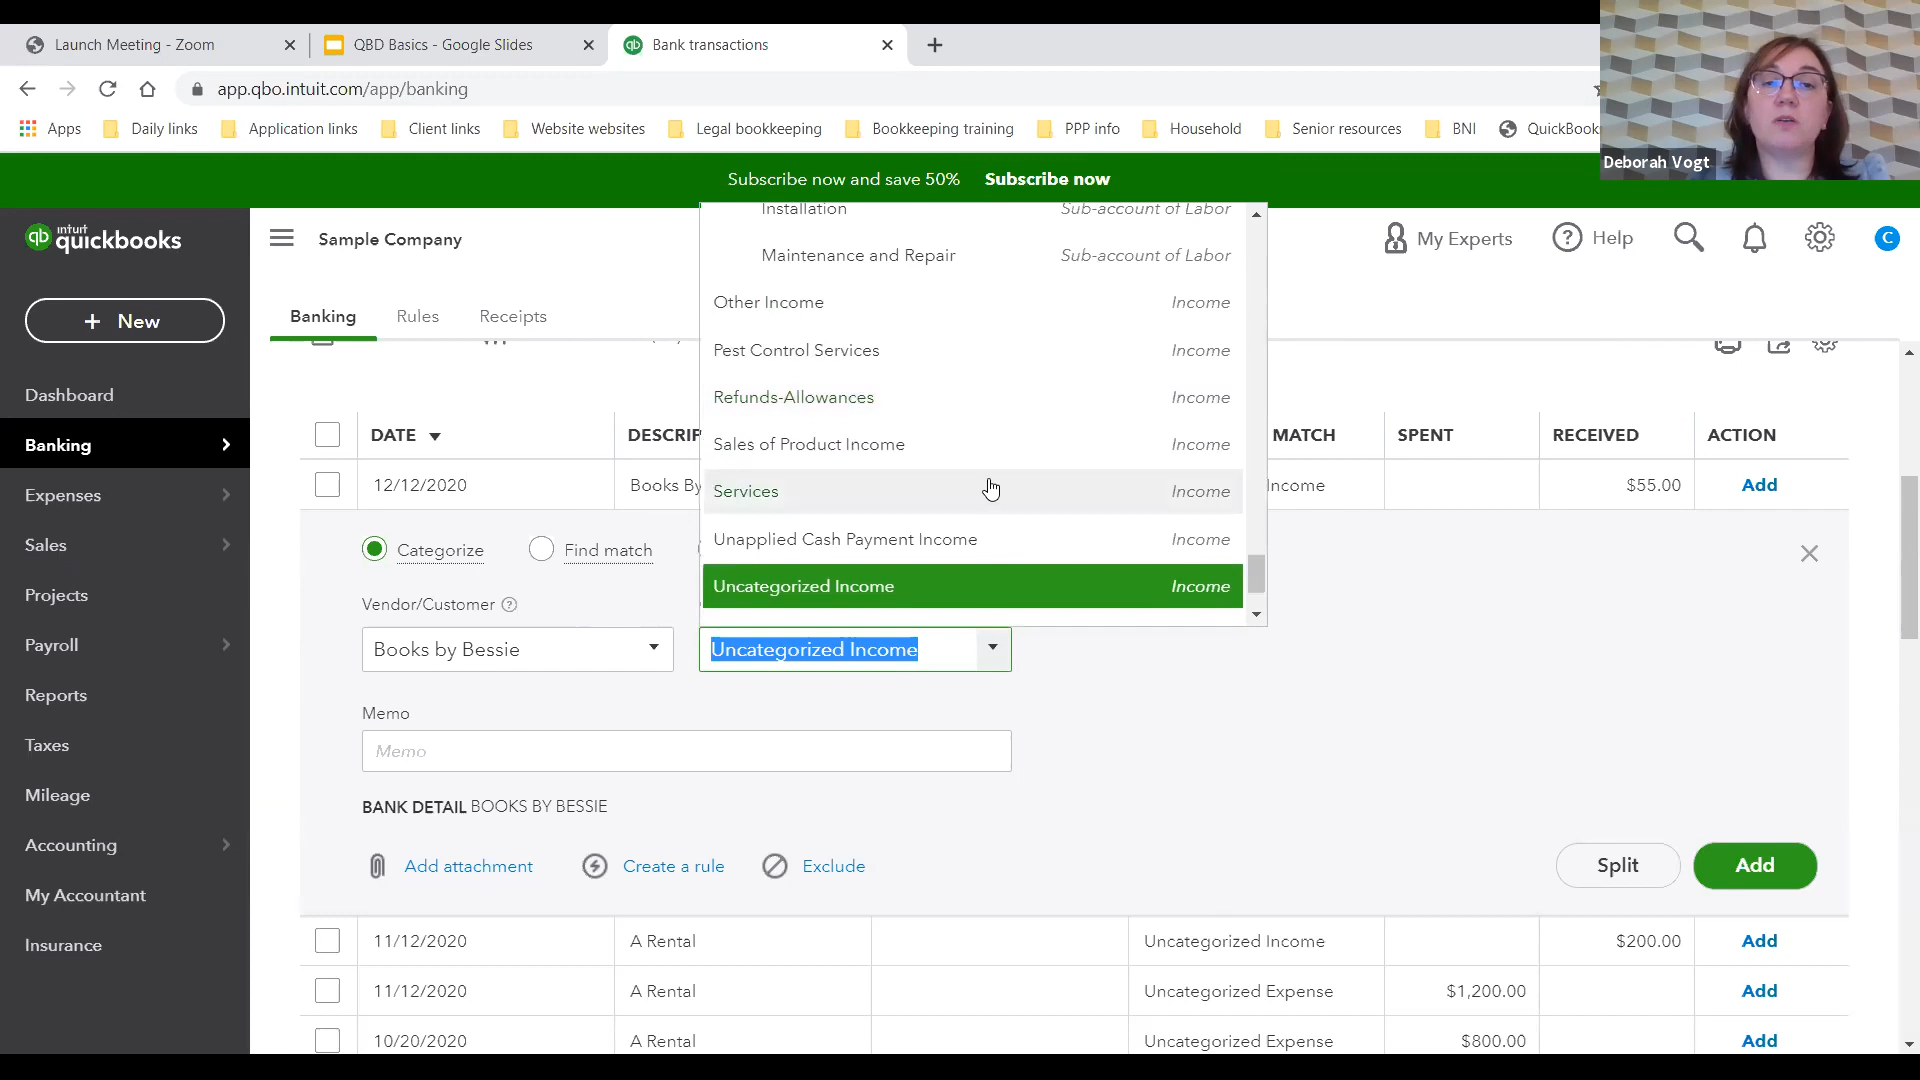 Launch Meeting - Zoom
QBD Basics - Google Slides
qb Bank transactions
app.qbo.intuit.com/app/banking
Apps Daily links Application links Client links Website websites Legal bookkeeping Bookkeeping training PPP info Household Senior resources BNI QuickBook
Deborah Vogt
Subscribe now and save 50% Subscribe now
qb intuit quickbooks
Sample Company
My Experts
Help
C
+ New
Banking Rules Receipts
Dashboard
Banking
Expenses
Sales
Projects
Payroll
Reports
Taxes
Mileage
Accounting
My Accountant
Insurance
Installation Sub-account of Labor
Maintenance and Repair Sub-account of Labor
Other Income Income
Pest Control Services Income
Refunds-Allowances Income
Sales of Product Income Income
Services Income
Unapplied Cash Payment Income Income
Uncategorized Income Income
DATE DESCRIP MATCH SPENT RECEIVED ACTION
12/12/2020 Books By Income $55.00 Add
Categorize Find match
Vendor/Customer ?
Books by Bessie Uncategorized Income
Memo
Memo
BANK DETAIL BOOKS BY BESSIE
Add attachment Create a rule Exclude
Split Add
11/12/2020 A Rental Uncategorized Income $200.00 Add
11/12/2020 A Rental Uncategorized Expense $1,200.00 Add
10/20/2020 A Rental Uncategorized Expense $800.00 Add